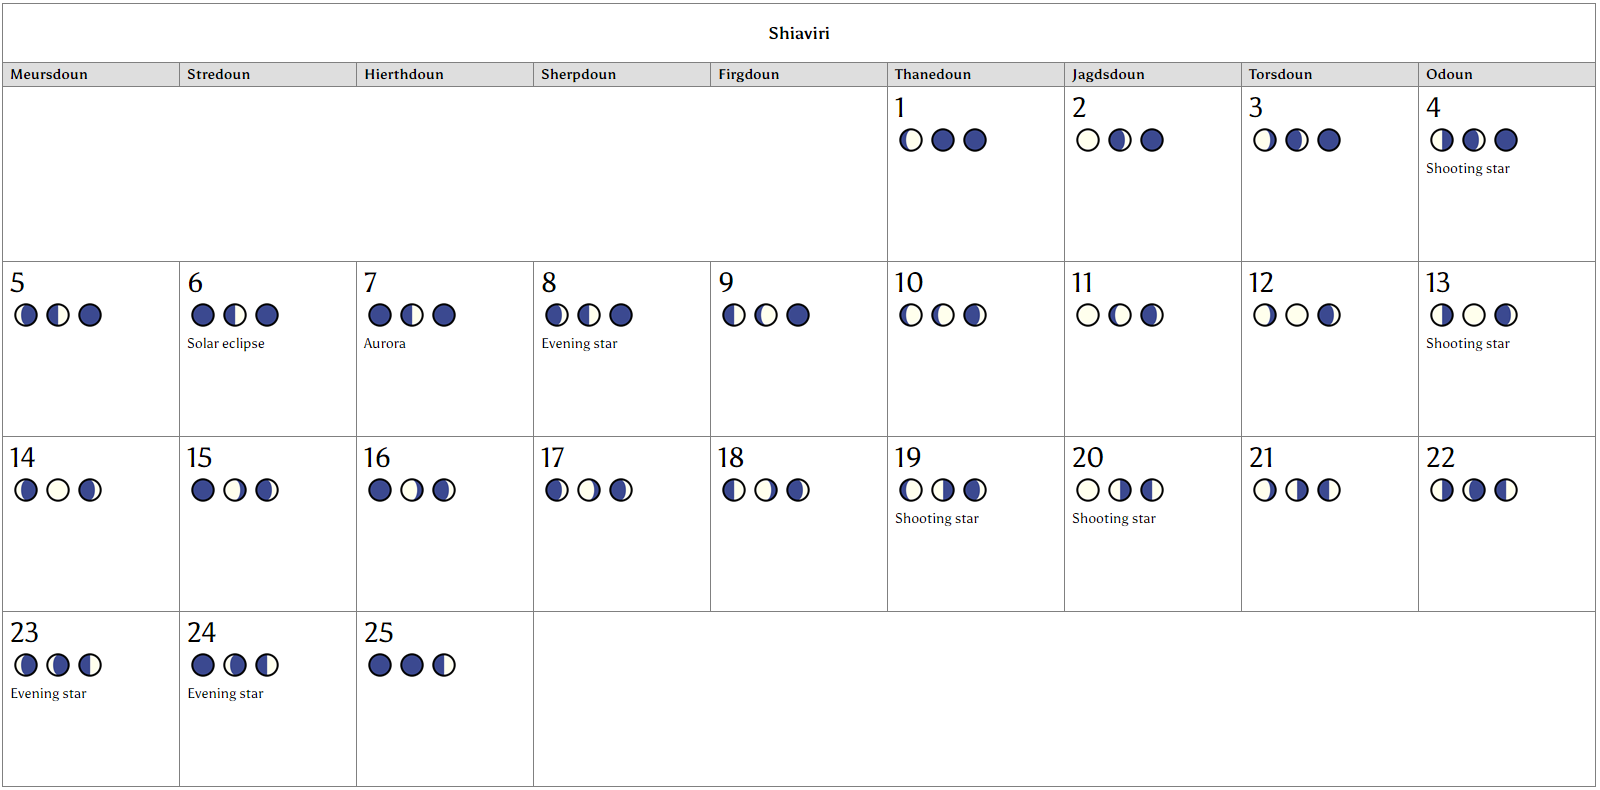 Shiaviri
Meursdoun Stredoun Hierthdoun Sherpdoun Firgdoun Thanedoun Jagdsdoun Torsdoun Odoun
1 2 3 4
Shooting star
5 6 7 8 9 10 11 12 13
Solar eclipse Aurora Evening star Shooting star
14 15 16 17 18 19 20 21 22
Shooting star Shooting star
23 24 25
Evening star Evening star